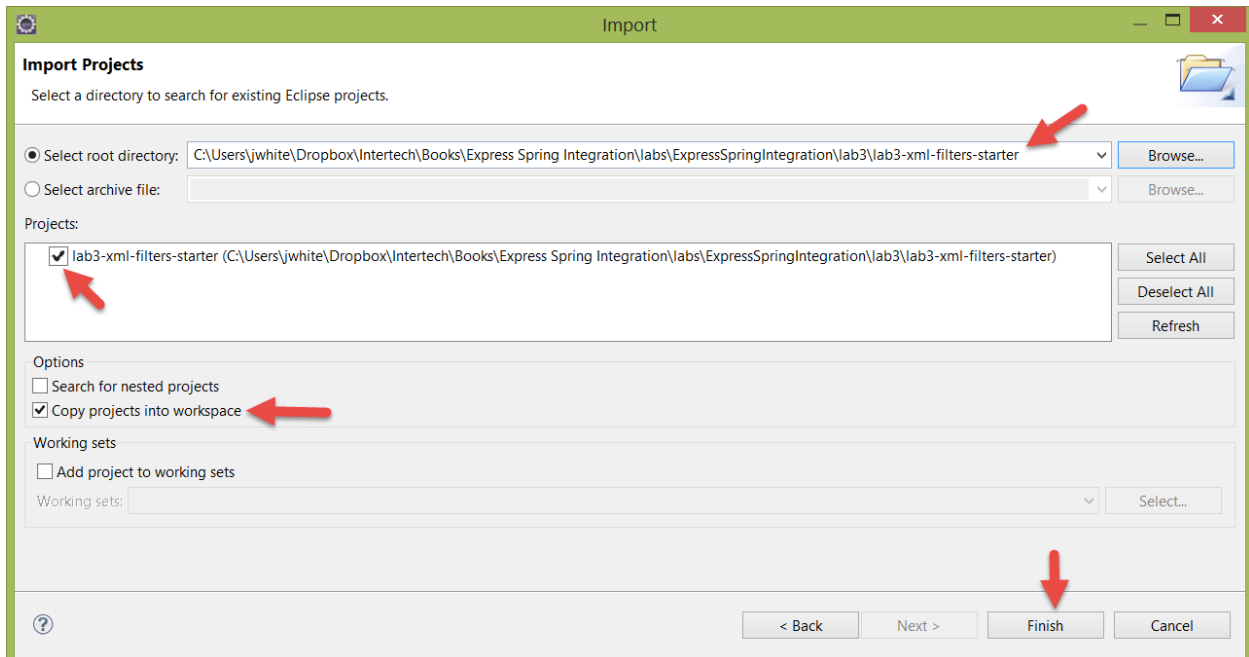 Import
Import Projects
Select a directory to search for existing Eclipse projects.
Select root directory: C:\Users\jwhite\Dropbox\Intertech\Books\Express Spring Integration\labs\ExpressSpringIntegration\lab3\lab3-xml-filters-starter Browse...
Select archive file: Browse...
Projects:
lab3-xml-filters-starter (C:\Users\jwhite\Dropbox\Intertech\Books\Express Spring Integration\labs\ExpressSpringIntegration\lab3\lab3-xml-filters-starter) Select All
Deselect All
Refresh
Options
Search for nested projects
Copy projects into workspace
Working sets
Add project to working sets
Working sets: Select...
< Back Next > Finish Cancel